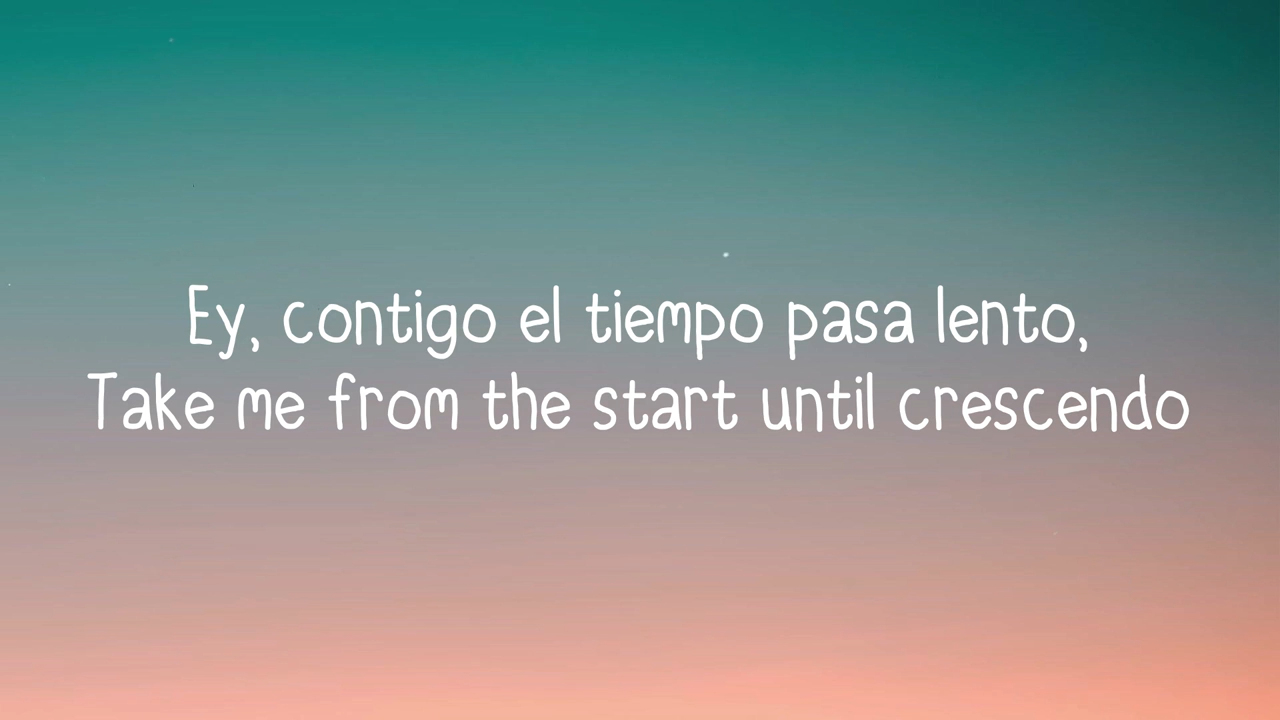 Ey, contigo el tiempo pasa lento,
Take me from the start until crescendo